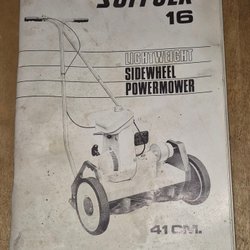 SUFFOLK
16
LIGHTWEIGHT
SIDEWHEEL
POWERMOWER
41 CM.